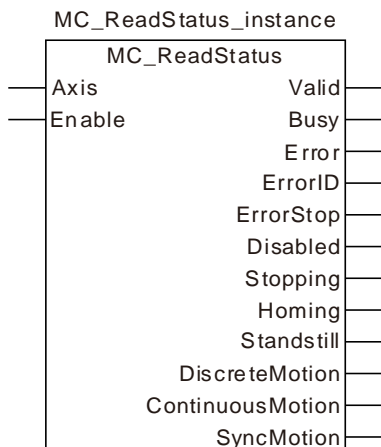 MC_ReadStatus_instance
MC_ReadStatus
Axis Valid
Enable Busy
Error
ErrorID
ErrorStop
Disabled
Stopping
Homing
Standstill
DiscreteMotion
ContinuousMotion
SyncMotion